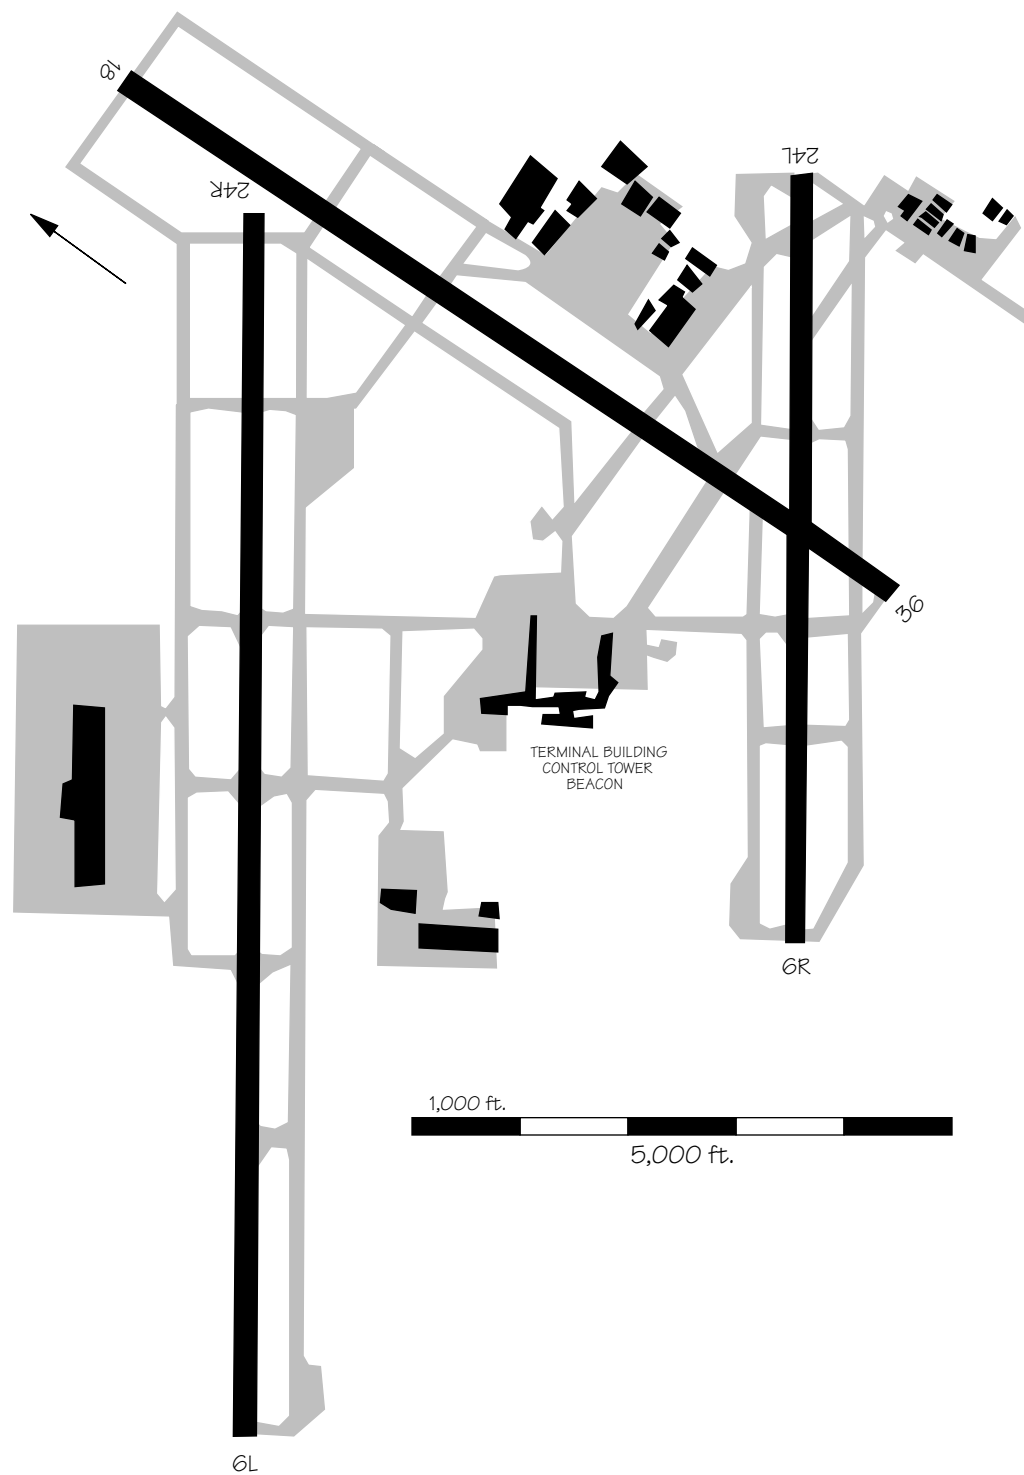 18
24R
24L
36
TERMINAL BUILDING
CONTROL TOWER
BEACON
6R
1,000 ft.
5,000 ft.
6L